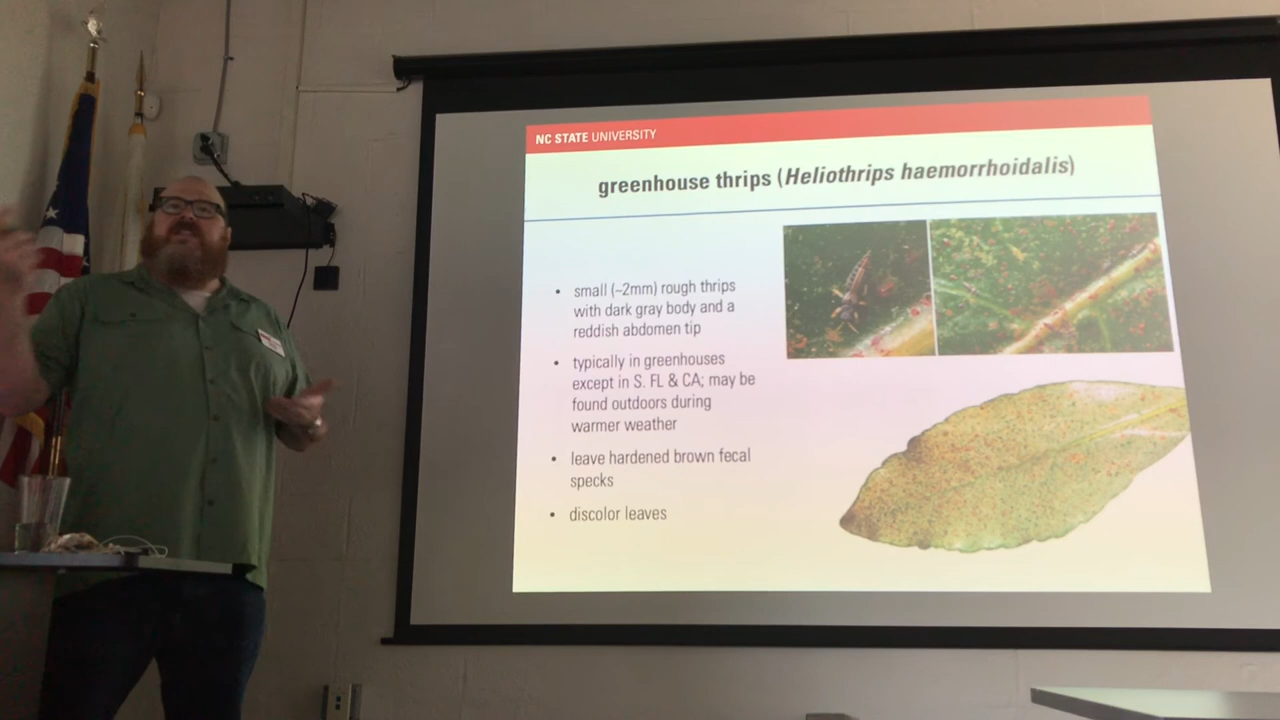 NC STATE UNIVERSITY
greenhouse thrips (Heliothrips haemorrhoidalis)
• small (~2mm) rough thrips
with dark gray body and a
reddish abdomen tip
• typically in greenhouses
except in S. FL & CA; may be
found outdoors during
warmer weather
• leave hardened brown fecal
specks
• discolor leaves